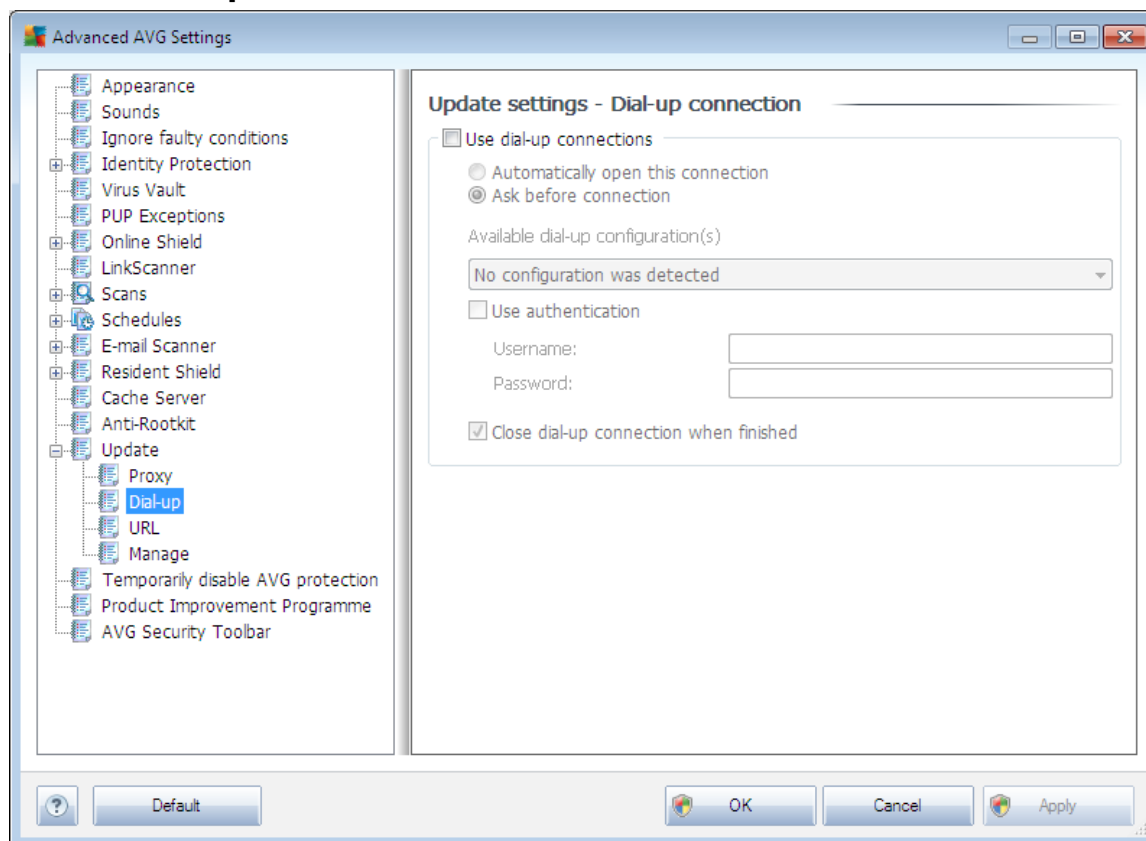 Advanced AVG Settings
Appearance
Sounds
Ignore faulty conditions
Identity Protection
Virus Vault
PUP Exceptions
Online Shield
LinkScanner
Scans
Schedules
E-mail Scanner
Resident Shield
Cache Server
Anti-Rootkit
Update
Proxy
Dial-up
URL
Manage
Temporarily disable AVG protection
Product Improvement Programme
AVG Security Toolbar
Update settings - Dial-up connection
Use dial-up connections
Automatically open this connection
Ask before connection
Available dial-up configuration(s)
No configuration was detected
Use authentication
Username:
Password:
Close dial-up connection when finished
?
Default
OK
Cancel
Apply